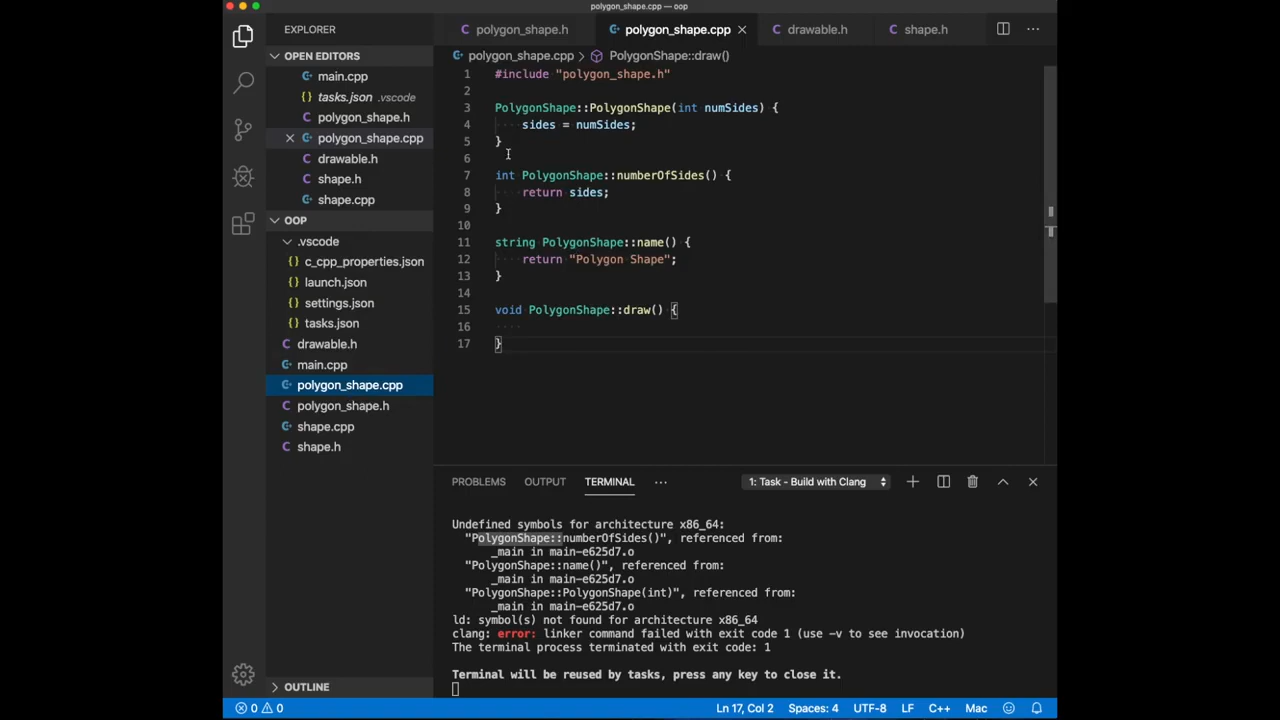 polygon_shape.cpp — oop
EXPLORER
polygon_shape.h
polygon_shape.cpp
drawable.h
shape.h
OPEN EDITORS
main.cpp
tasks.json .vscode
polygon_shape.h
polygon_shape.cpp
drawable.h
shape.h
shape.cpp
OOP
.vscode
c_cpp_properties.json
launch.json
settings.json
tasks.json
drawable.h
main.cpp
polygon_shape.cpp
polygon_shape.h
shape.cpp
shape.h
OUTLINE
polygon_shape.cpp > PolygonShape::draw()
1 #include "polygon_shape.h"
2
3 PolygonShape::PolygonShape(int numSides) {
4 sides = numSides;
5 }
6
7 int PolygonShape::numberOfSides() {
8 return sides;
9 }
10
11 string PolygonShape::name() {
12 return "Polygon Shape";
13 }
14
15 void PolygonShape::draw() {
16
17 }
PROBLEMS OUTPUT TERMINAL ··· 1: Task - Build with Clang
Undefined symbols for architecture x86_64:
"PolygonShape::numberOfSides()", referenced from:
_main in main-e625d7.o
"PolygonShape::name()", referenced from:
_main in main-e625d7.o
"PolygonShape::PolygonShape(int)", referenced from:
_main in main-e625d7.o
ld: symbol(s) not found for architecture x86_64
clang: error: linker command failed with exit code 1 (use -v to see invocation)
The terminal process terminated with exit code: 1
Terminal will be reused by tasks, press any key to close it.
0 0 Ln 17, Col 2 Spaces: 4 UTF-8 LF C++ Mac